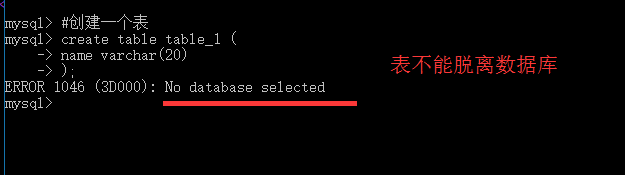 mysql> #创建一个表
mysql> create table table_1 (
    -> name varchar(20)
    -> );
ERROR 1046 (3D000): No database selected
mysql>
表不能脱离数据库